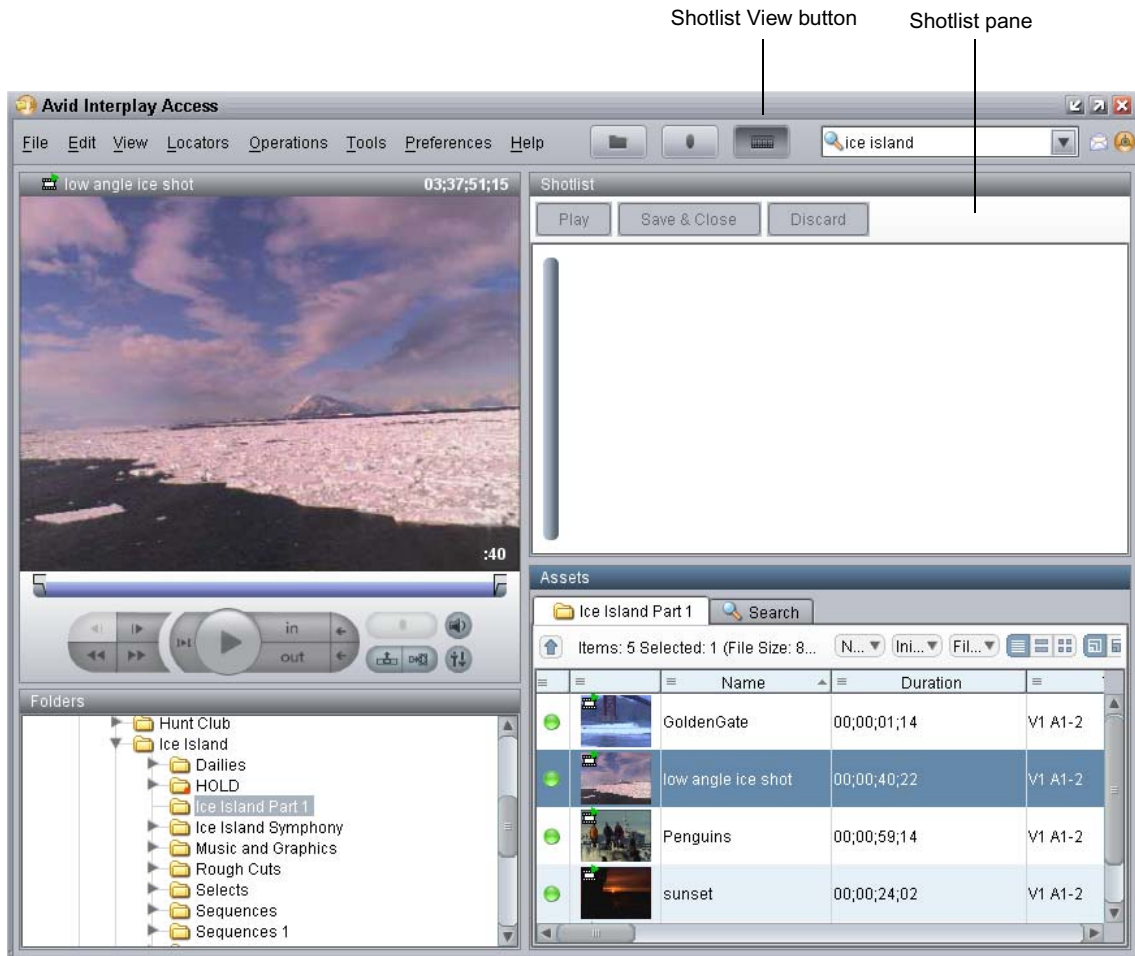 Shotlist View button
Shotlist pane
Avid Interplay Access
File Edit View Locators Operations Tools Preferences Help
ice island
low angle ice shot 03;37;51;15
Shotlist
Play Save & Close Discard
:40
in
out
Assets
Ice Island Part 1 Search
Items: 5 Selected: 1 (File Size: 8... N... Ini... Fil...
Name Duration
GoldenGate 00;00;01;14 V1 A1-2
low angle ice shot 00;00;40;22 V1 A1-2
Penguins 00;00;59;14 V1 A1-2
sunset 00;00;24;02 V1 A1-2
Folders
Hunt Club
Ice Island
Dailies
HOLD
Ice Island Part 1
Ice Island Symphony
Music and Graphics
Rough Cuts
Selects
Sequences
Sequences 1